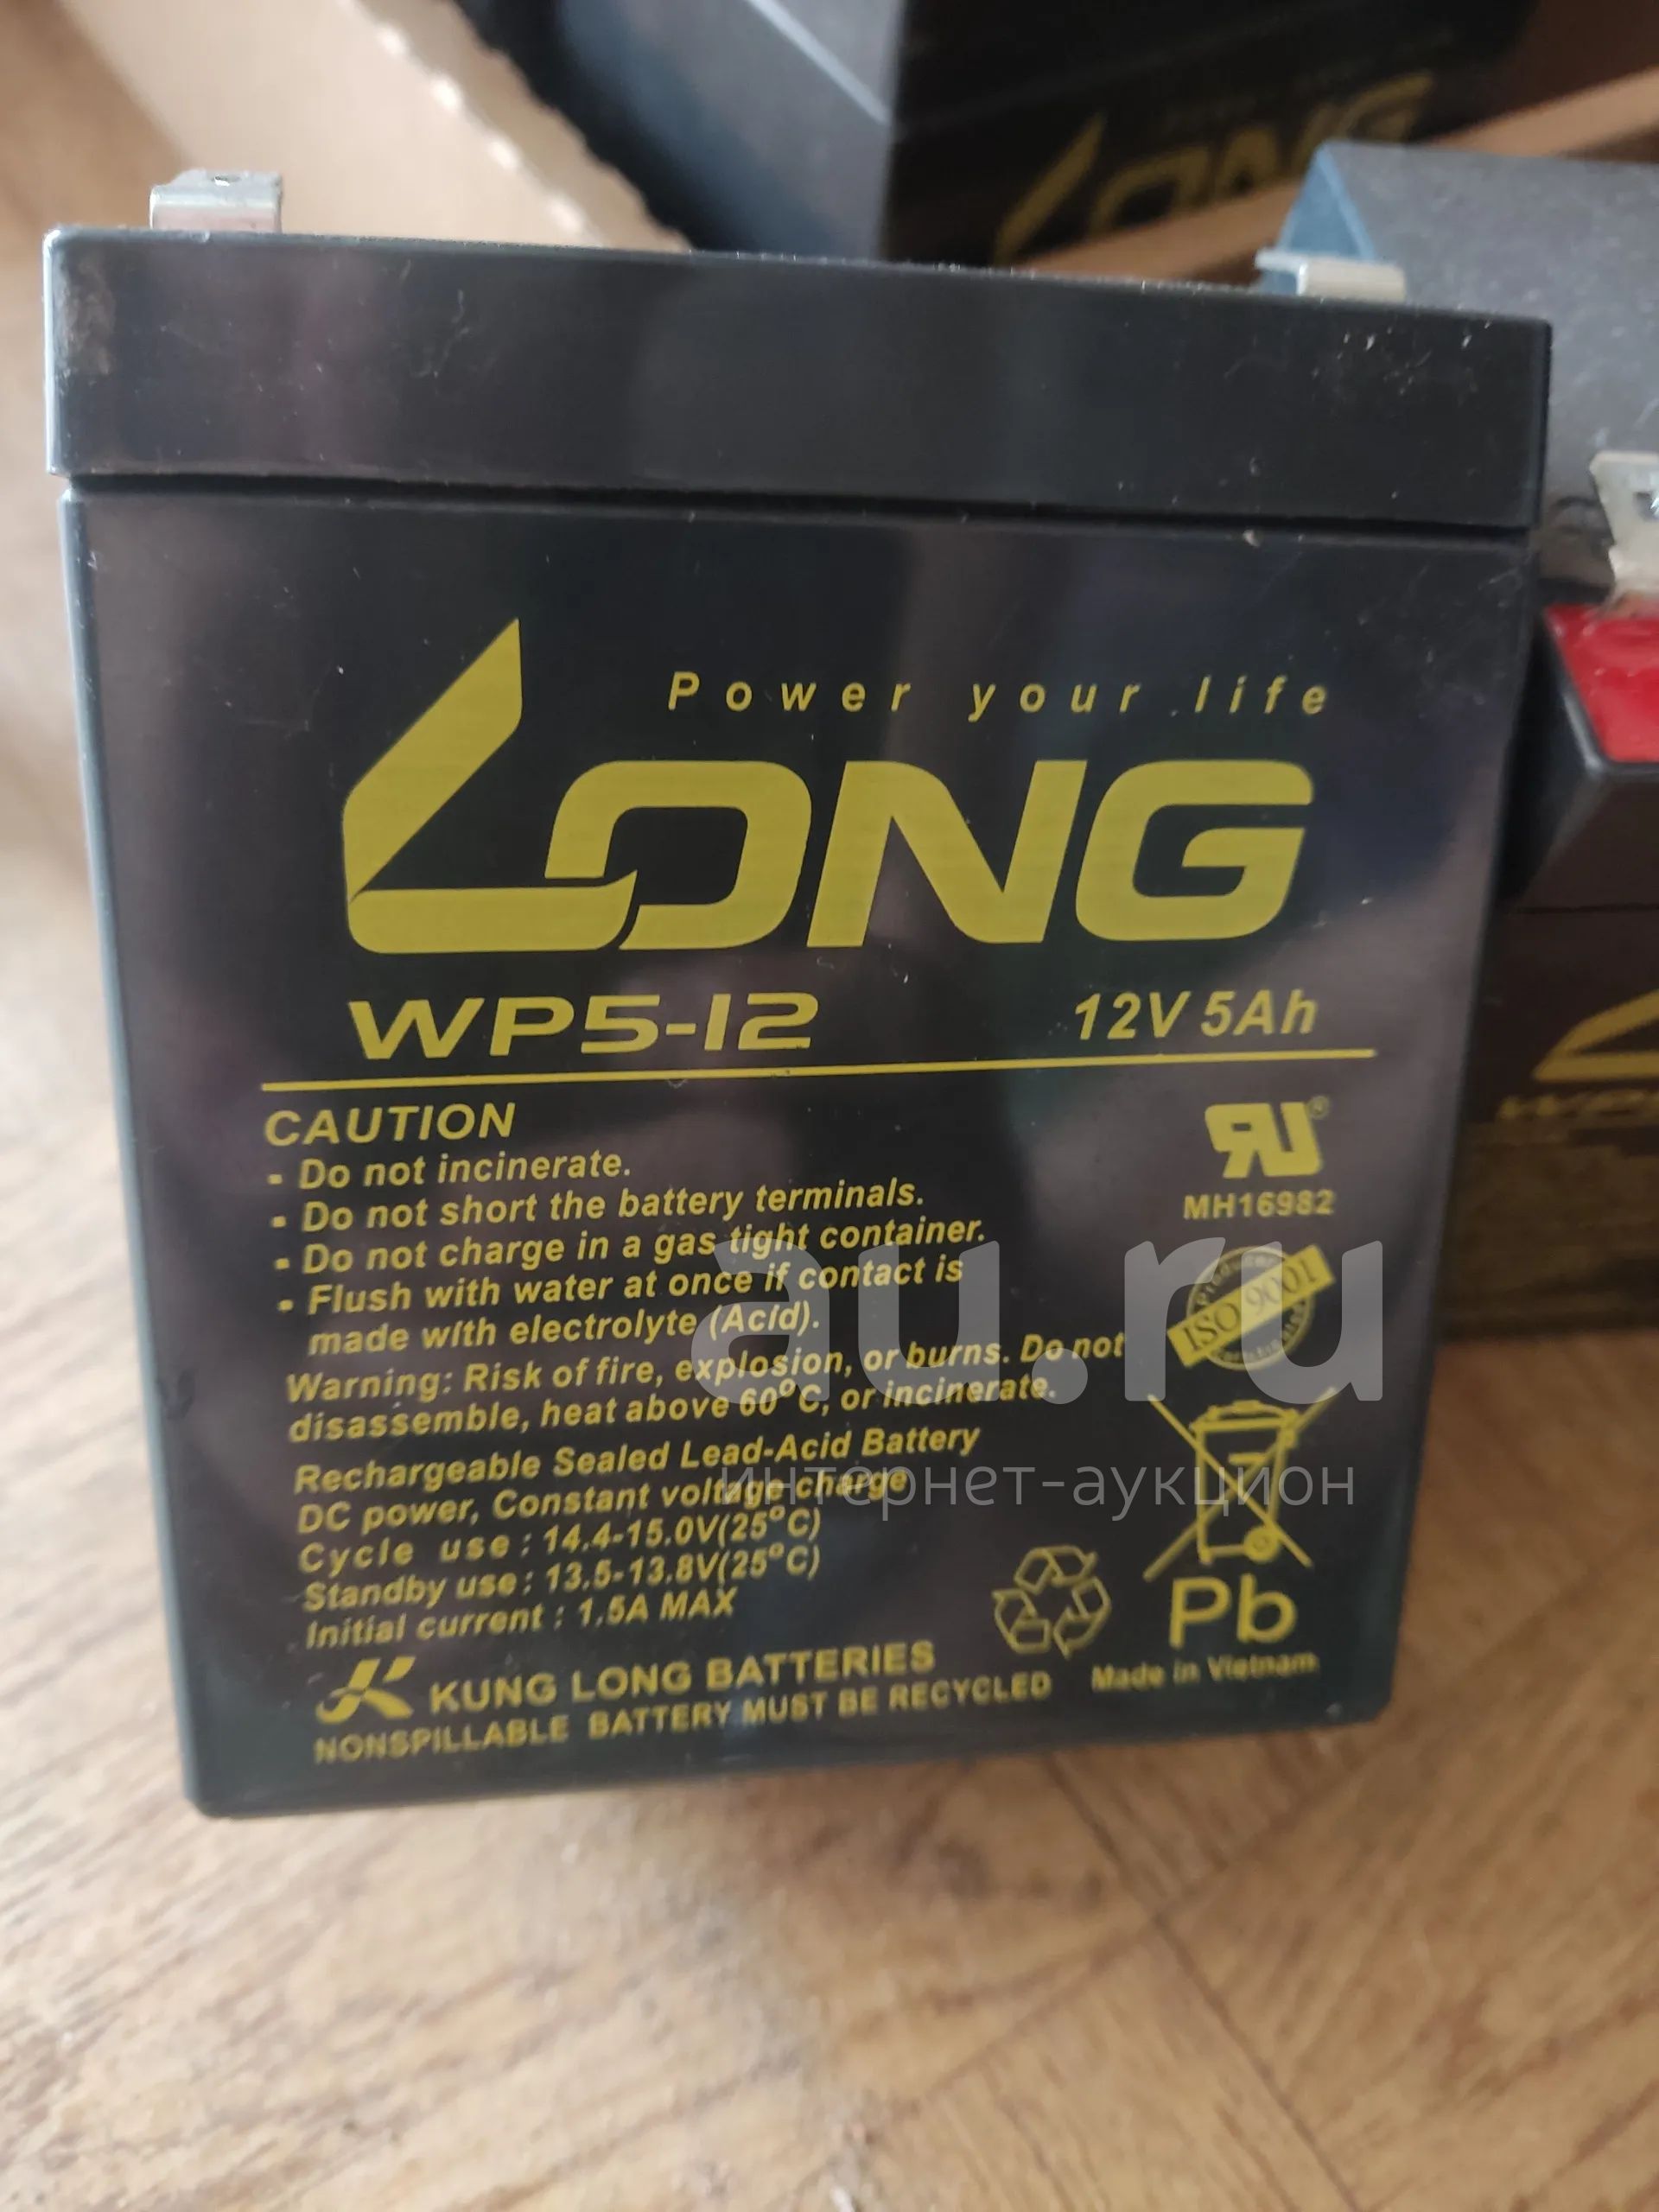 LONG
Power your life
LONG
WP5-12
12V 5Ah
CAUTION
- Do not incinerate.
- Do not short the battery terminals.
- Do not charge in a gas tight container.
- Flush with water at once if contact is
made with electrolyte (Acid).
Warning: Risk of fire, explosion, or burns. Do not
disassemble, heat above 60°C, or incinerate.
Rechargeable Sealed Lead-Acid Battery
DC power, Constant voltage charge
Cycle use : 14.4-15.0V(25°C)
Standby use : 13.5-13.8V(25°C)
Initial current : 1.5A MAX
KUNG LONG BATTERIES
NONSPILLABLE BATTERY MUST BE RECYCLED
RU®
MH16982
ISO 9001
Pb
Made in Vietnam
au.ru
интернет-аукцион